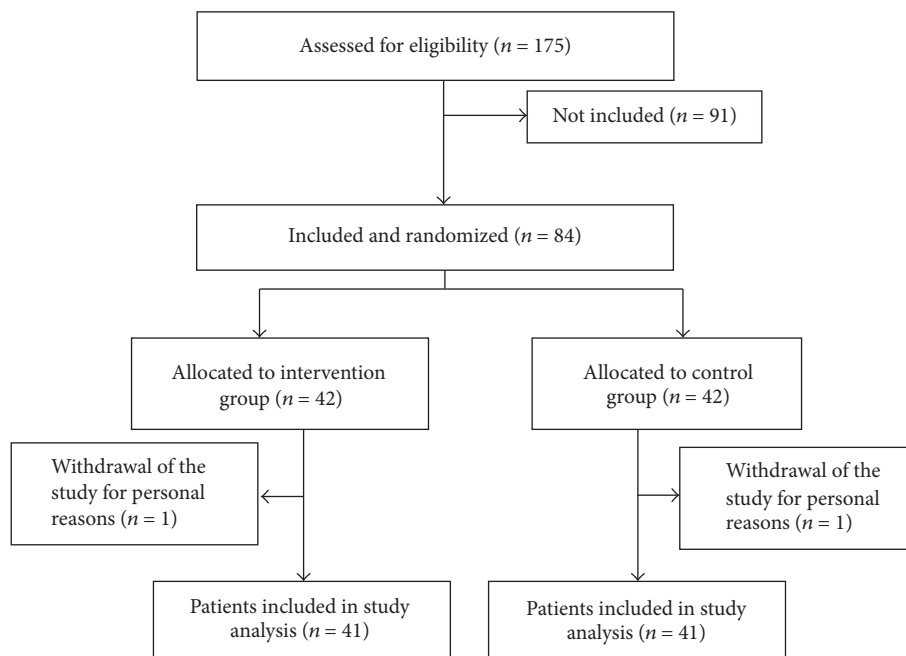 Assessed for eligibility (n = 175)
Not included (n = 91)
Included and randomized (n = 84)
Allocated to intervention
group (n = 42)
Allocated to control
group (n = 42)
Withdrawal of the
study for personal
reasons (n = 1)
Withdrawal of the
study for personal
reasons (n = 1)
Patients included in study
analysis (n = 41)
Patients included in study
analysis (n = 41)